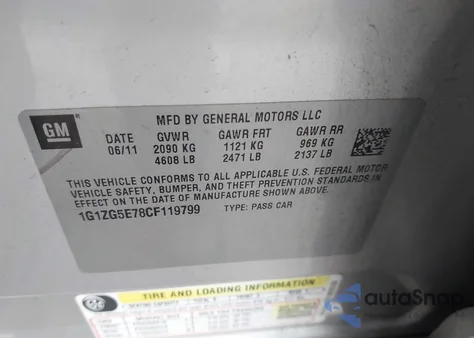 GM
MFD BY GENERAL MOTORS LLC
DATE GVWR GAWR FRT GAWR RR
06/11 2090 KG 1121 KG 969 KG
4608 LB 2471 LB 2137 LB
THIS VEHICLE CONFORMS TO ALL APPLICABLE U.S. FEDERAL MOTOR
VEHICLE SAFETY, BUMPER, AND THEFT PREVENTION STANDARDS IN
EFFECT ON THE DATE OF MANUFACTURE SHOWN ABOVE.
1G1ZG5E78CF119799 TYPE: PASS CAR
TIRE AND LOADING INFORMATION
autoSnap